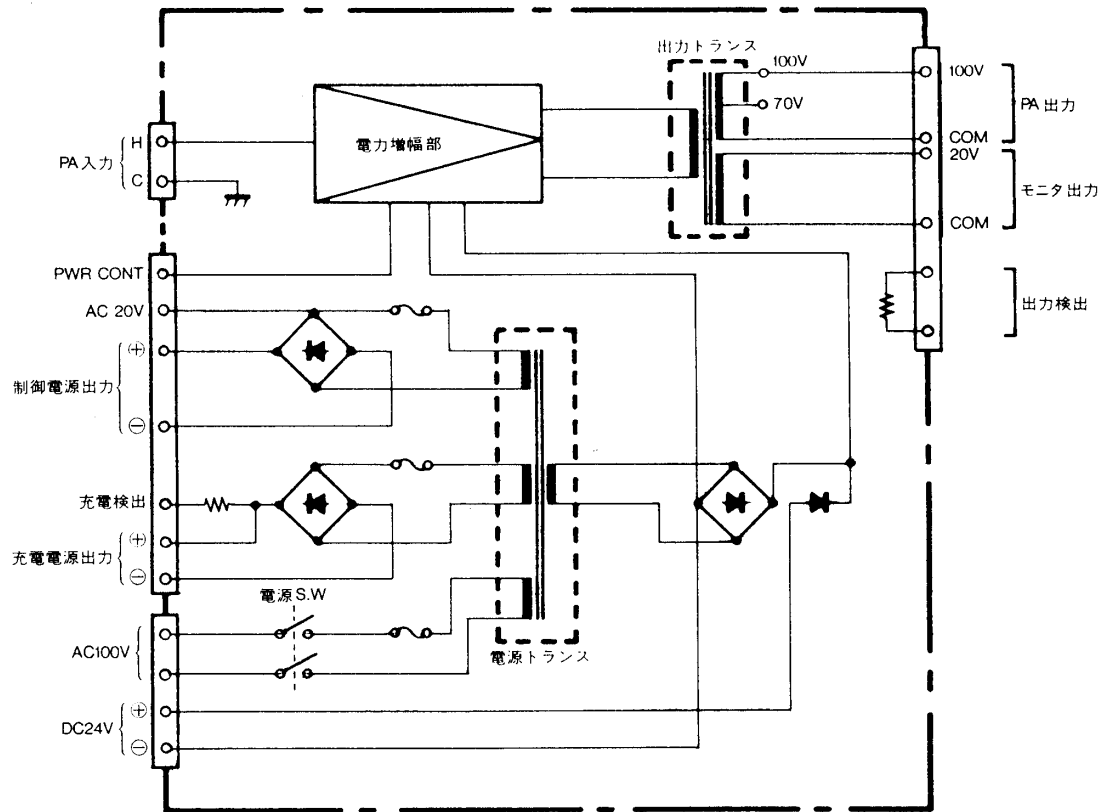 出力トランス
100V
70V
100V
PA出力
COM
20V
モニタ出力
COM
出力検出
電力増幅部
PA入力
H
C
PWR CONT
AC 20V
制御電源出力
⊕
⊖
充電検出
充電電源出力
⊕
⊖
電源S.W
電源トランス
AC100V
DC24V
⊕
⊖